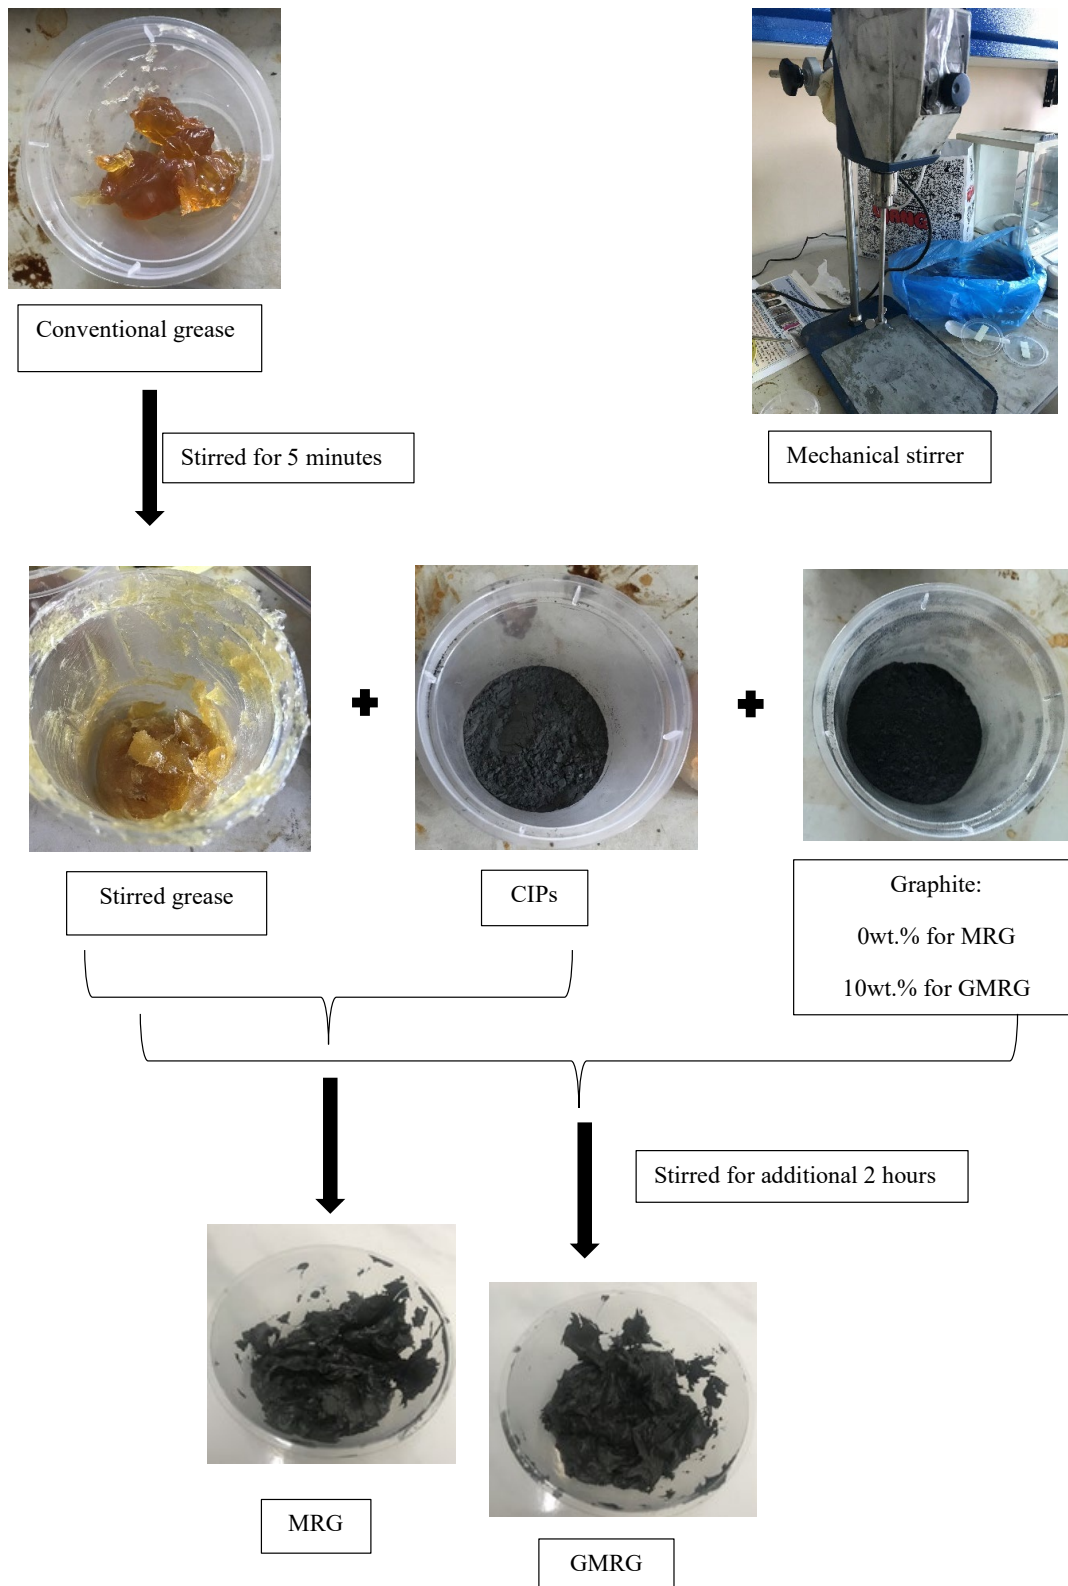 Conventional grease
Stirred for 5 minutes
Mechanical stirrer
Stirred grease
CIPs
Graphite:
0wt.% for MRG
10wt.% for GMRG
Stirred for additional 2 hours
MRG
GMRG